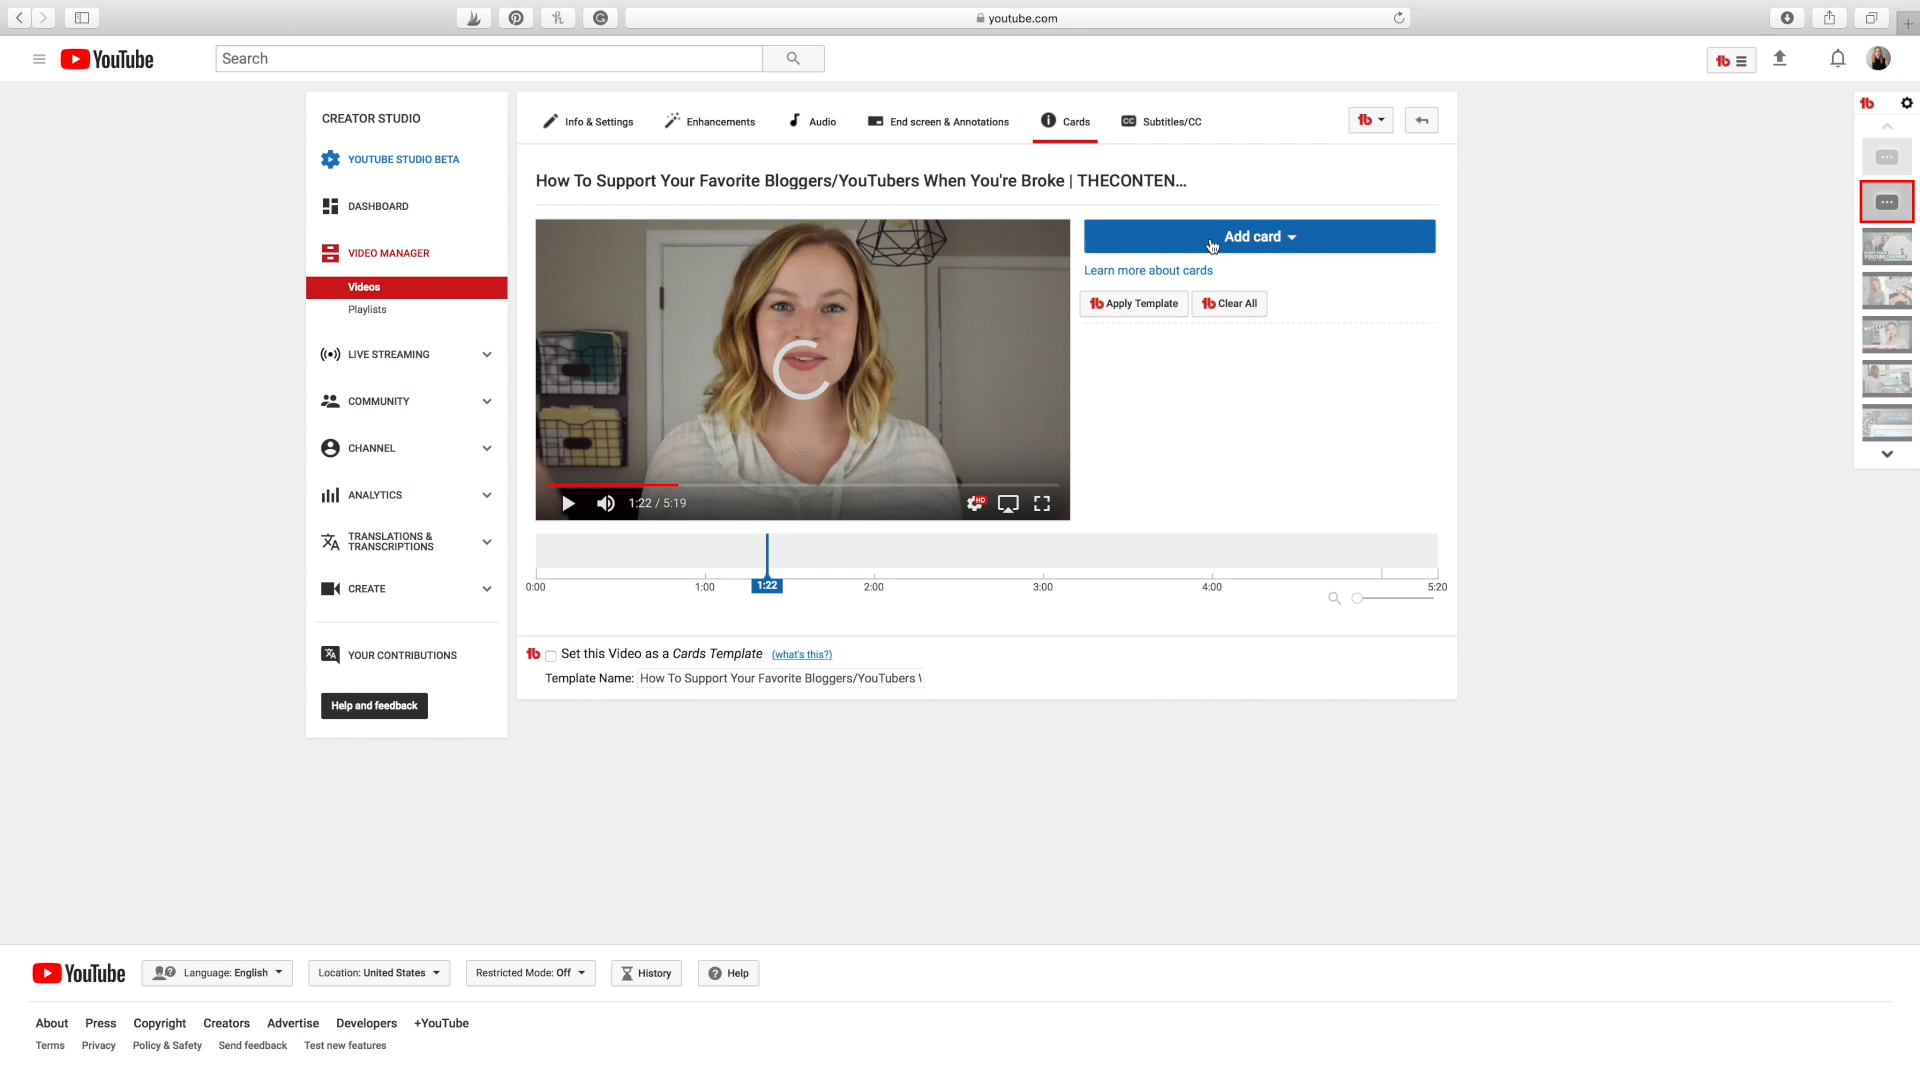 youtube.com
YouTube
Search
CREATOR STUDIO
YOUTUBE STUDIO BETA
DASHBOARD
VIDEO MANAGER
Videos
Playlists
LIVE STREAMING
COMMUNITY
CHANNEL
ANALYTICS
TRANSLATIONS &
TRANSCRIPTIONS
CREATE
YOUR CONTRIBUTIONS
Help and feedback
Info & Settings
Enhancements
Audio
End screen & Annotations
Cards
CC Subtitles/CC
How To Support Your Favorite Bloggers/YouTubers When You're Broke | THECONTEN...
Add card
Learn more about cards
Apply Template
Clear All
1:22 / 5:19
HD
0:00 1:00 1:22 2:00 3:00 4:00 5:20
Set this Video as a Cards Template (what's this?)
Template Name: How To Support Your Favorite Bloggers/YouTubers \
YouTube
Language: English
Location: United States
Restricted Mode: Off
History
Help
About Press Copyright Creators Advertise Developers +YouTube
Terms Privacy Policy & Safety Send feedback Test new features